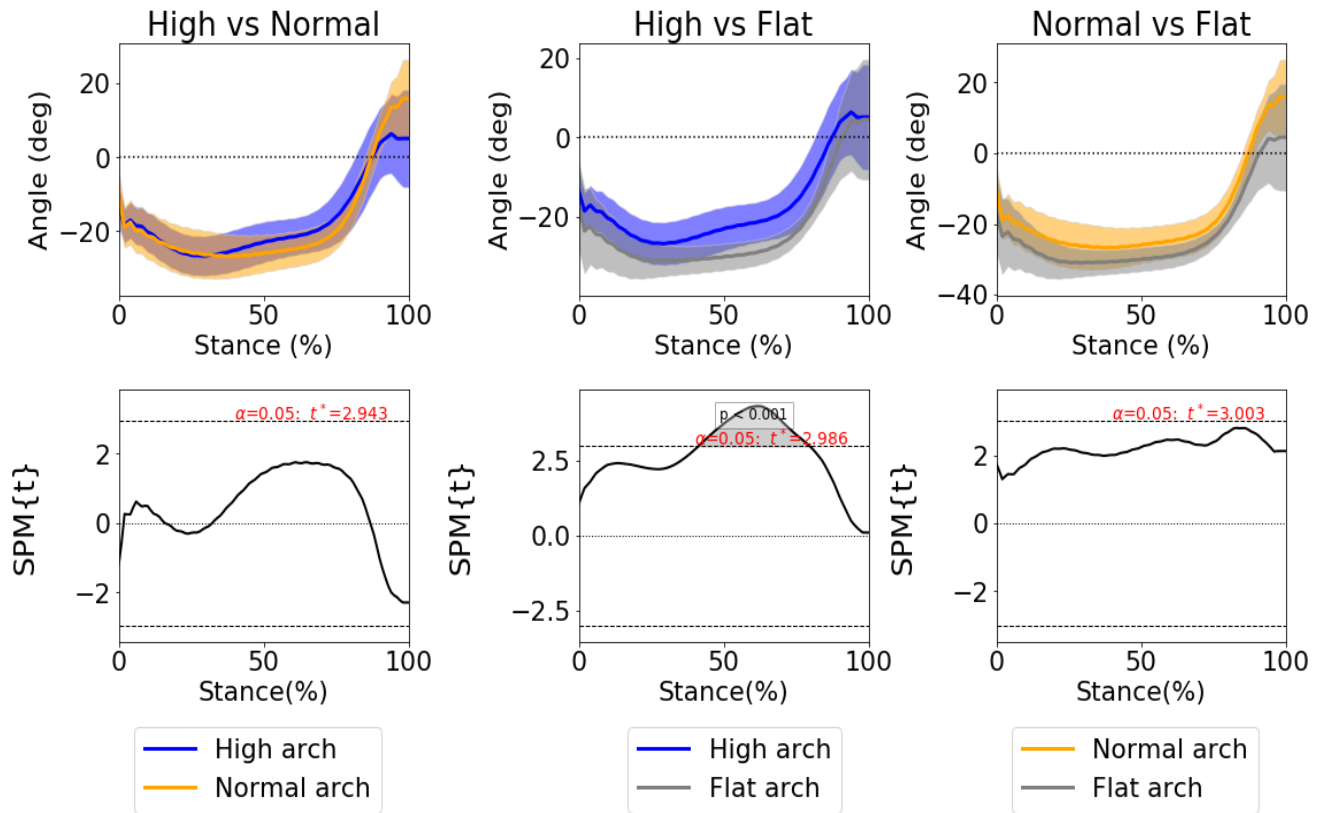 High vs Normal
High vs Flat
Normal vs Flat
Angle (deg)
20
0
−20
0
50
100
Stance (%)
Angle (deg)
20
0
−20
0
50
100
Stance (%)
Angle (deg)
20
0
−20
−40
0
50
100
Stance (%)
SPM{t}
2
0
−2
α=0.05: t*=2.943
0
50
100
Stance(%)
SPM{t}
2.5
0.0
−2.5
p < 0.001
α=0.05: t*=2.986
0
50
100
Stance(%)
SPM{t}
2
0
−2
α=0.05: t*=3.003
0
50
100
Stance(%)
High arch
Normal arch
High arch
Flat arch
Normal arch
Flat arch